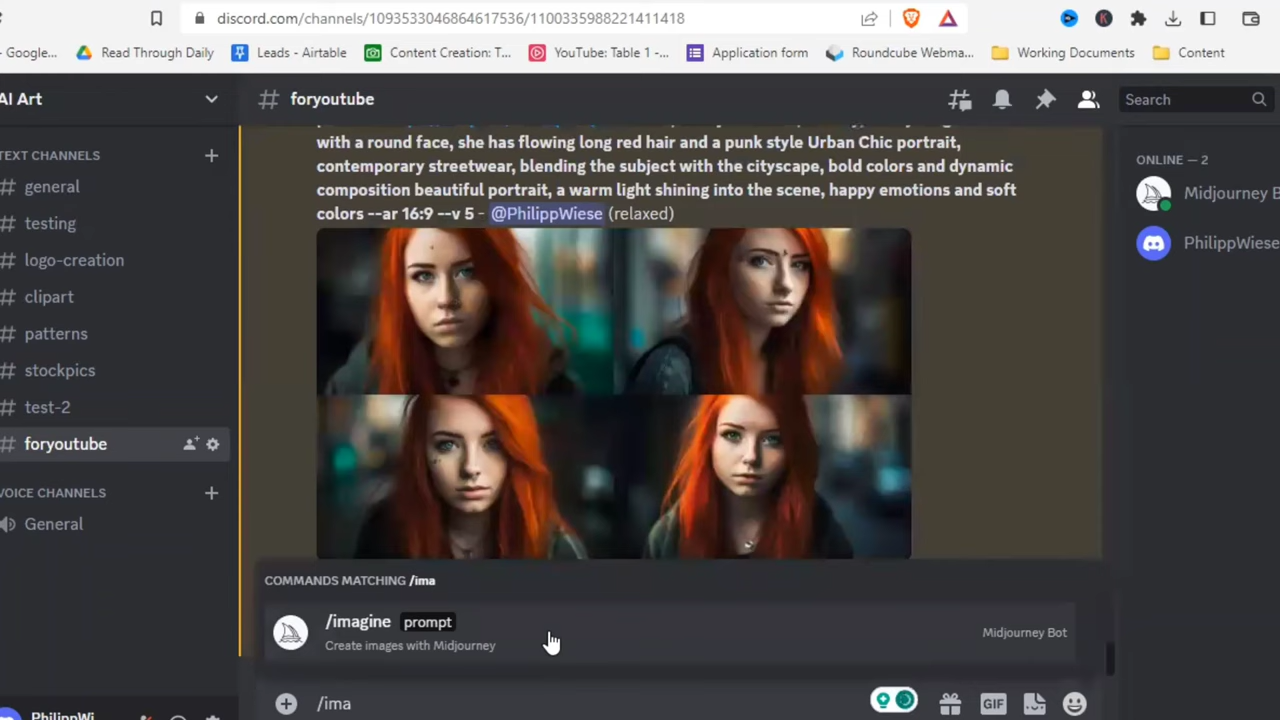 discord.com/channels/1093533046864617536/1100335988221411418
- Google... Read Through Daily Leads - Airtable Content Creation: T... YouTube: Table 1 -... Application form Roundcube Webma... Working Documents Content
AI Art
# foryoutube
Search
TEXT CHANNELS
# general
# testing
# logo-creation
# clipart
# patterns
# stockpics
# test-2
# foryoutube
VOICE CHANNELS
General
PhilippWi
with a round face, she has flowing long red hair and a punk style Urban Chic portrait,
contemporary streetwear, blending the subject with the cityscape, bold colors and dynamic
composition beautiful portrait, a warm light shining into the scene, happy emotions and soft
colors --ar 16:9 --v 5 - @PhilippWiese (relaxed)
COMMANDS MATCHING /ima
/imagine prompt
Create images with Midjourney
Midjourney Bot
/ima
GIF
ONLINE — 2
Midjourney B
PhilippWiese